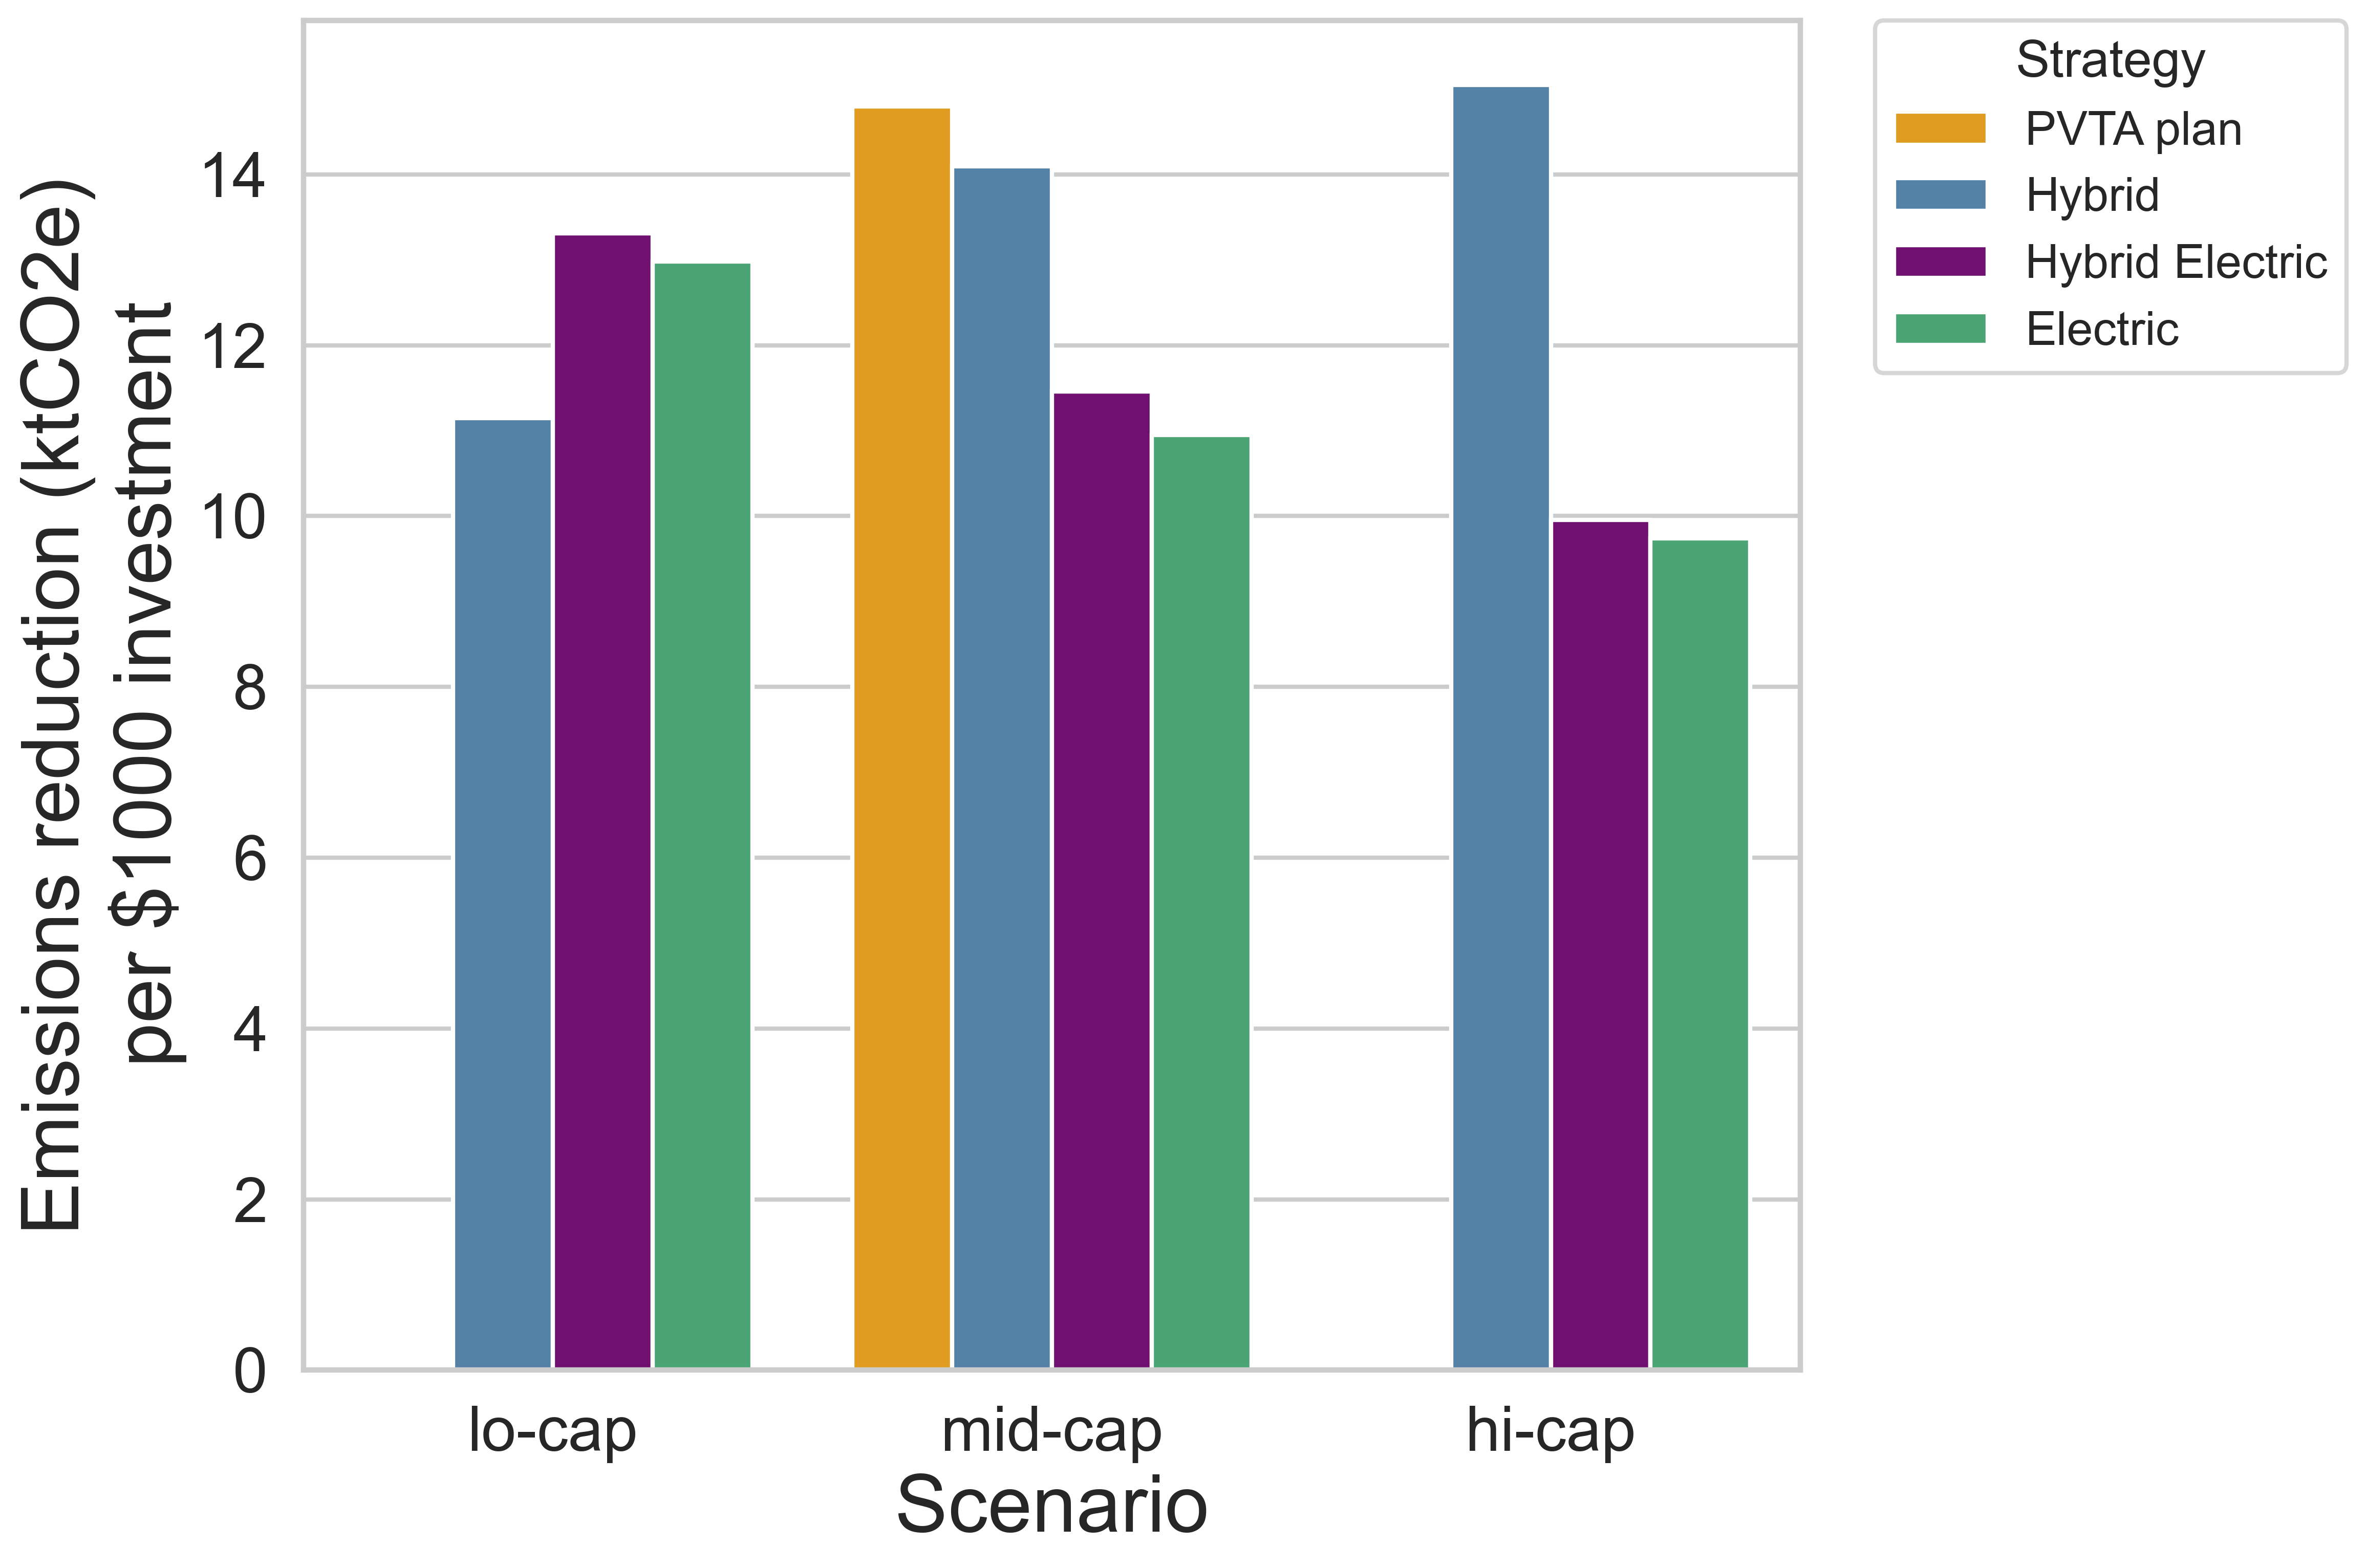 Emissions reduction (ktCO2e)
per $1000 investment
14
12
10
8
6
4
2
0
lo-cap
mid-cap
hi-cap
Scenario
Strategy
PVTA plan
Hybrid
Hybrid Electric
Electric